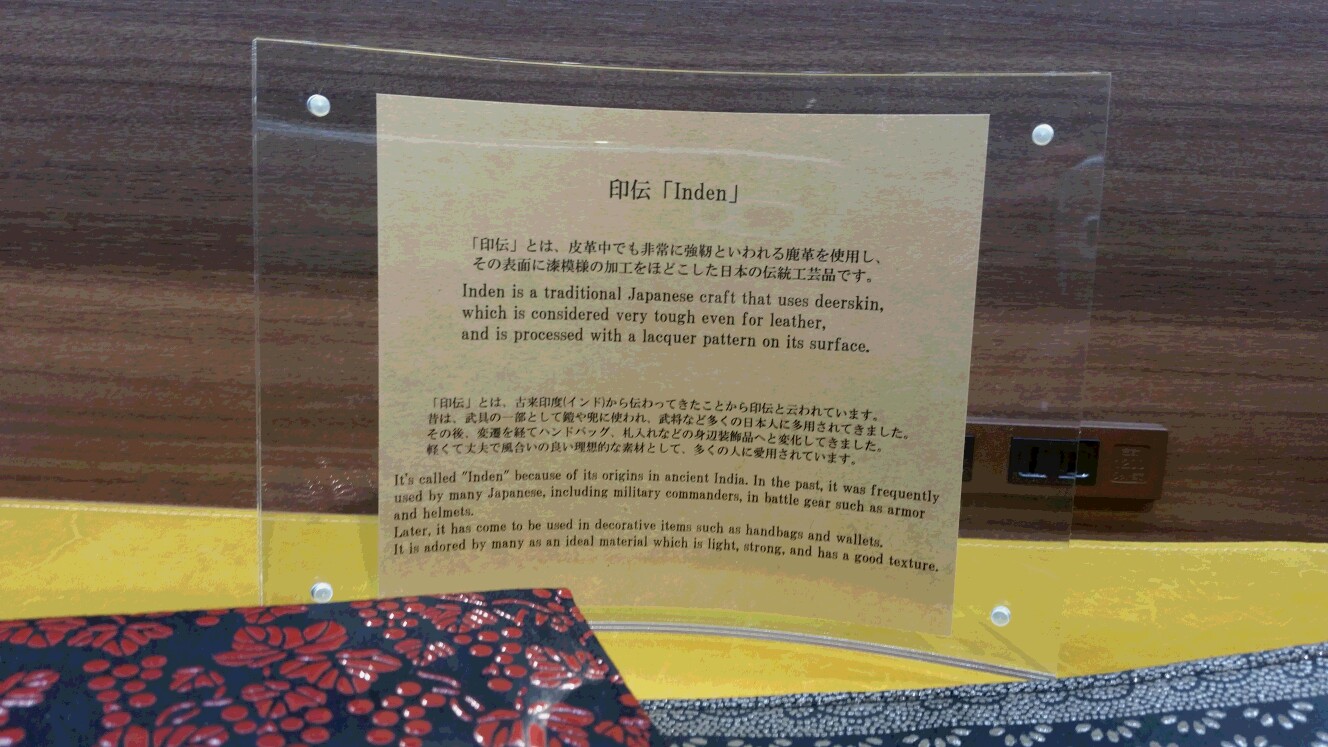 印伝「Inden」
「印伝」とは、皮革中でも非常に強靭といわれる鹿革を使用し、
その表面に漆模様の加工をほどこした日本の伝統工芸品です。
Inden is a traditional Japanese craft that uses deerskin,
which is considered very tough even for leather,
and is processed with a lacquer pattern on its surface.
「印伝」とは、古来印度(インド)から伝わってきたことから印伝と云われています。
昔は、武具の一部として鎧や兜に使われ、武将など多くの日本人に多用されてきました。
その後、変遷を経てハンドバッグ、札入れなどの身辺装飾品へと変化してきました。
軽くて丈夫で風合いの良い理想的な素材として、多くの人に愛用されています。
It's called "Inden" because of its origins in ancient India. In the past, it was frequently
used by many Japanese, including military commanders, in battle gear such as armor
and helmets.
Later, it has come to be used in decorative items such as handbags and wallets.
It is adored by many as an ideal material which is light, strong, and has a good texture.